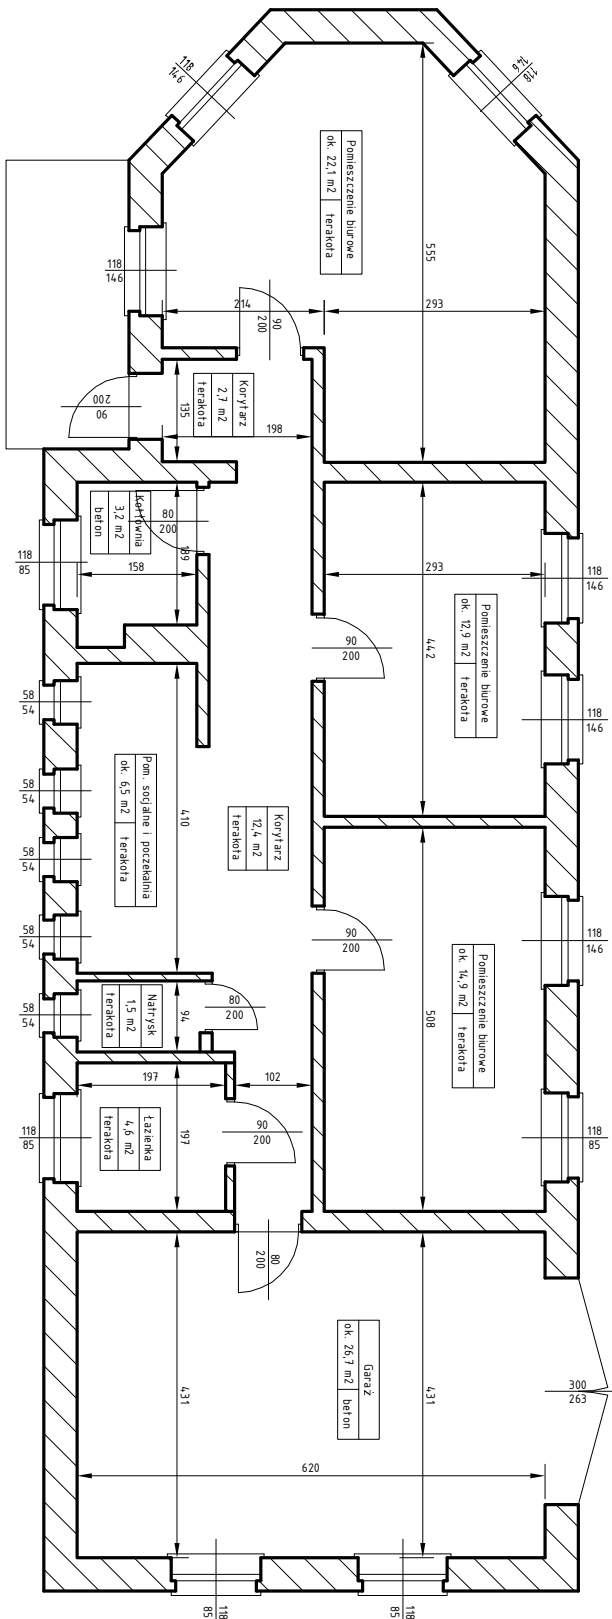 118
146
146
118
Pomieszczenie biurowe
ok. 22,1 m2 terakota
555
118
146
214
293
90
200
Korytarz
2,7 m2
terakota
135
198
200
90
Kotłownia
3,2 m2
beton
80
200
189
158
118
85
293
118
146
Pomieszczenie biurowe
ok. 12,9 m2 terakota
442
90
200
118
146
58
54
58
54
58
54
58
54
58
54
Pom. socjalne i poczekalnia
ok. 6,5 m2 terakota
410
Korytarz
12,4 m2
terakota
90
200
118
146
Pomieszczenie biurowe
ok. 14,9 m2 terakota
508
Natrysk
1,5 m2
terakota
94
80
200
197
102
Łazienka
4,6 m2
terakota
197
90
200
118
85
118
85
80
200
Garaż
ok. 26,7 m2 beton
431
431
300
263
620
118
85
118
85